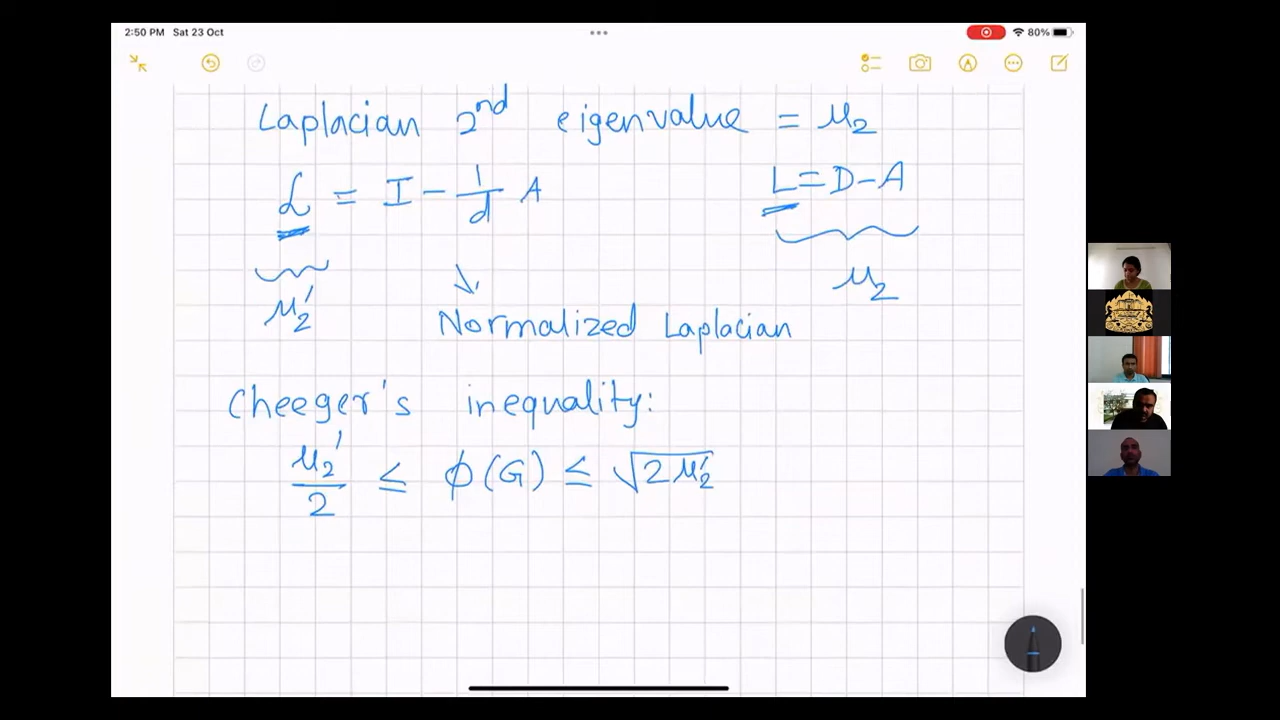 2:50 PM Sat 23 Oct
80%
Laplacian 2nd eigenvalue = μ₂
ℒ = I - 1/d A
L = D - A
μ₂'
μ₂
Normalized Laplacian
Cheeger's inequality:
μ₂'/2 ≤ φ(G) ≤ √2μ₂'